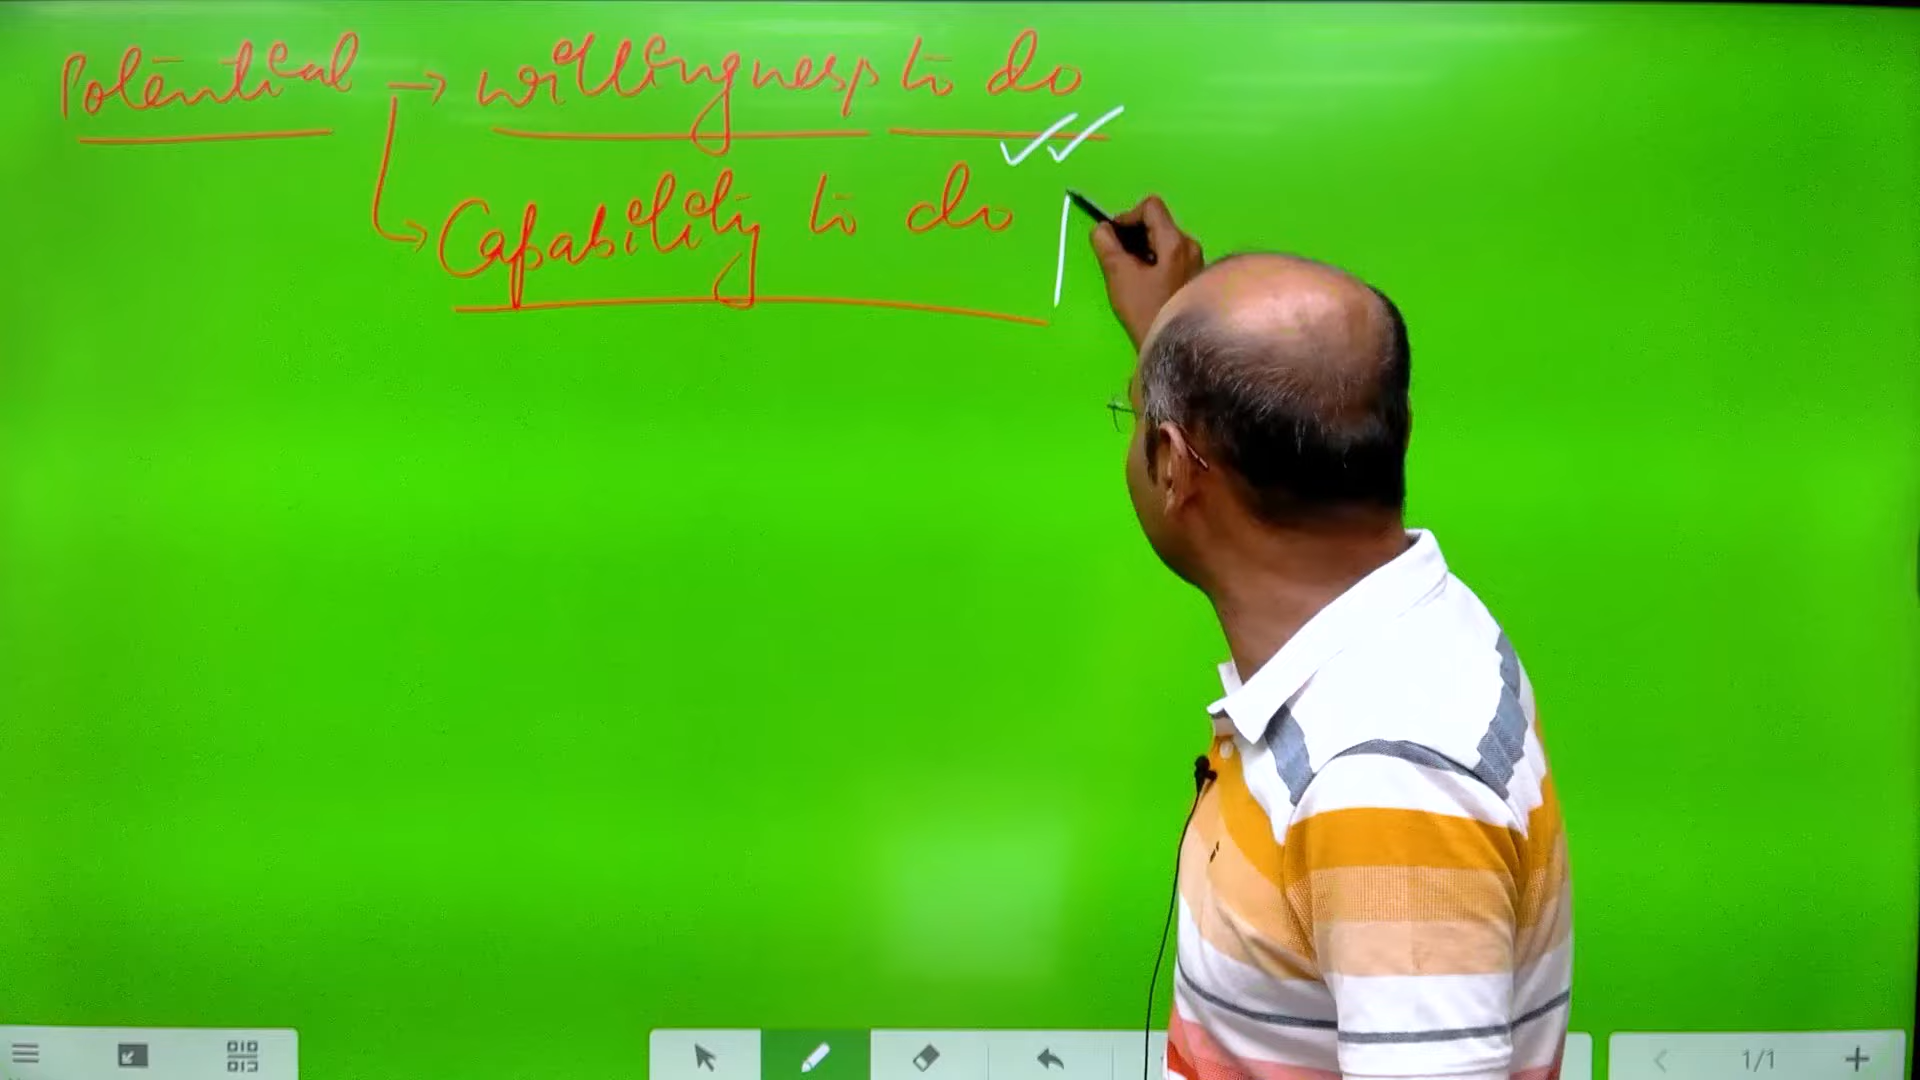 Potential → willingness to do
Capability to do
1/1